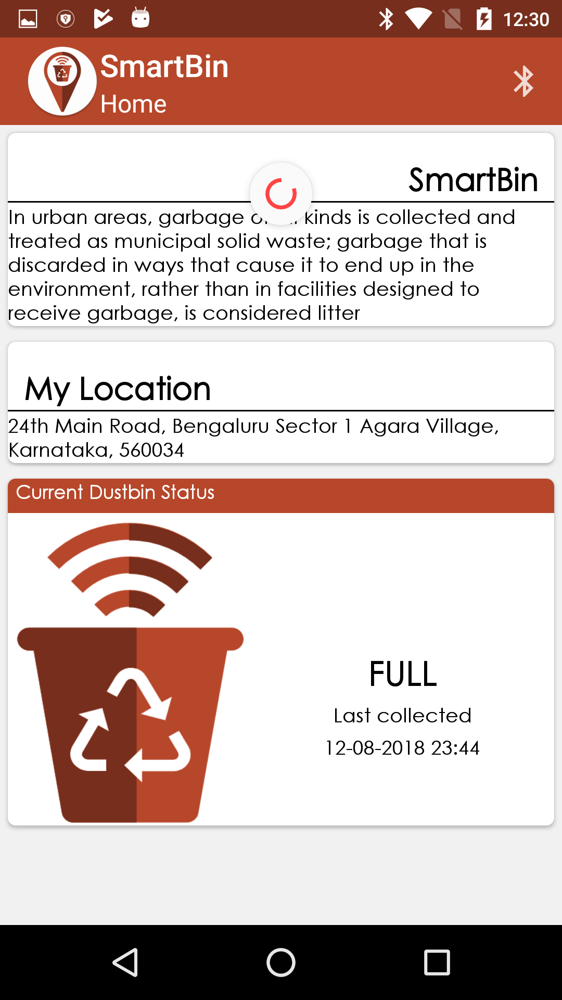 12:30
SmartBin
Home
SmartBin
In urban areas, garbage kinds is collected and
treated as municipal solid waste; garbage that is
discarded in ways that cause it to end up in the
environment, rather than in facilities designed to
receive garbage, is considered litter
My Location
24th Main Road, Bengaluru Sector 1 Agara Village,
Karnataka, 560034
Current Dustbin Status
FULL
Last collected
12-08-2018 23:44